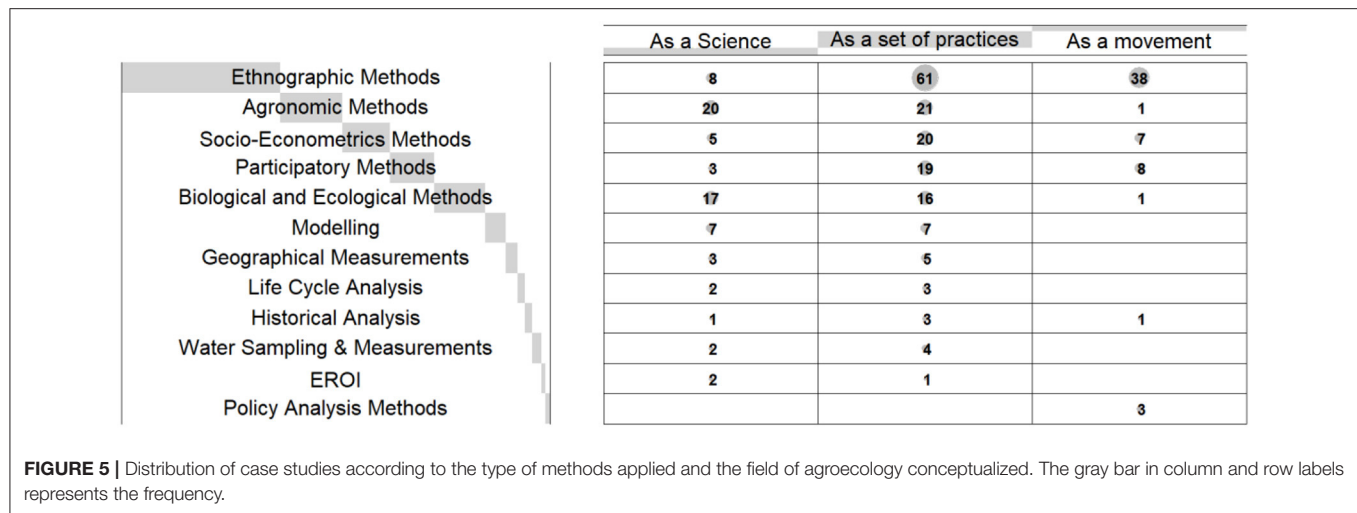 As a Science As a set of practices As a movement
Ethnographic Methods 8 61 38
Agronomic Methods 20 21 1
Socio-Econometrics Methods 5 20 7
Participatory Methods 3 19 8
Biological and Ecological Methods 17 16 1
Modelling 7 7
Geographical Measurements 3 5
Life Cycle Analysis 2 3
Historical Analysis 1 3 1
Water Sampling & Measurements 2 4
EROI 2 1
Policy Analysis Methods 3
FIGURE 5 | Distribution of case studies according to the type of methods applied and the field of agroecology conceptualized. The gray bar in column and row labels
represents the frequency.